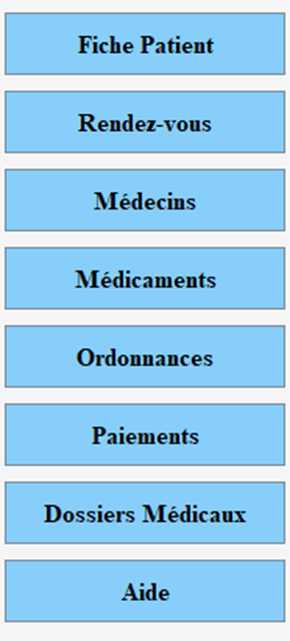 Fiche Patient
Rendez-vous
Médecins
Médicaments
Ordonnances
Paiements
Dossiers Médicaux
Aide